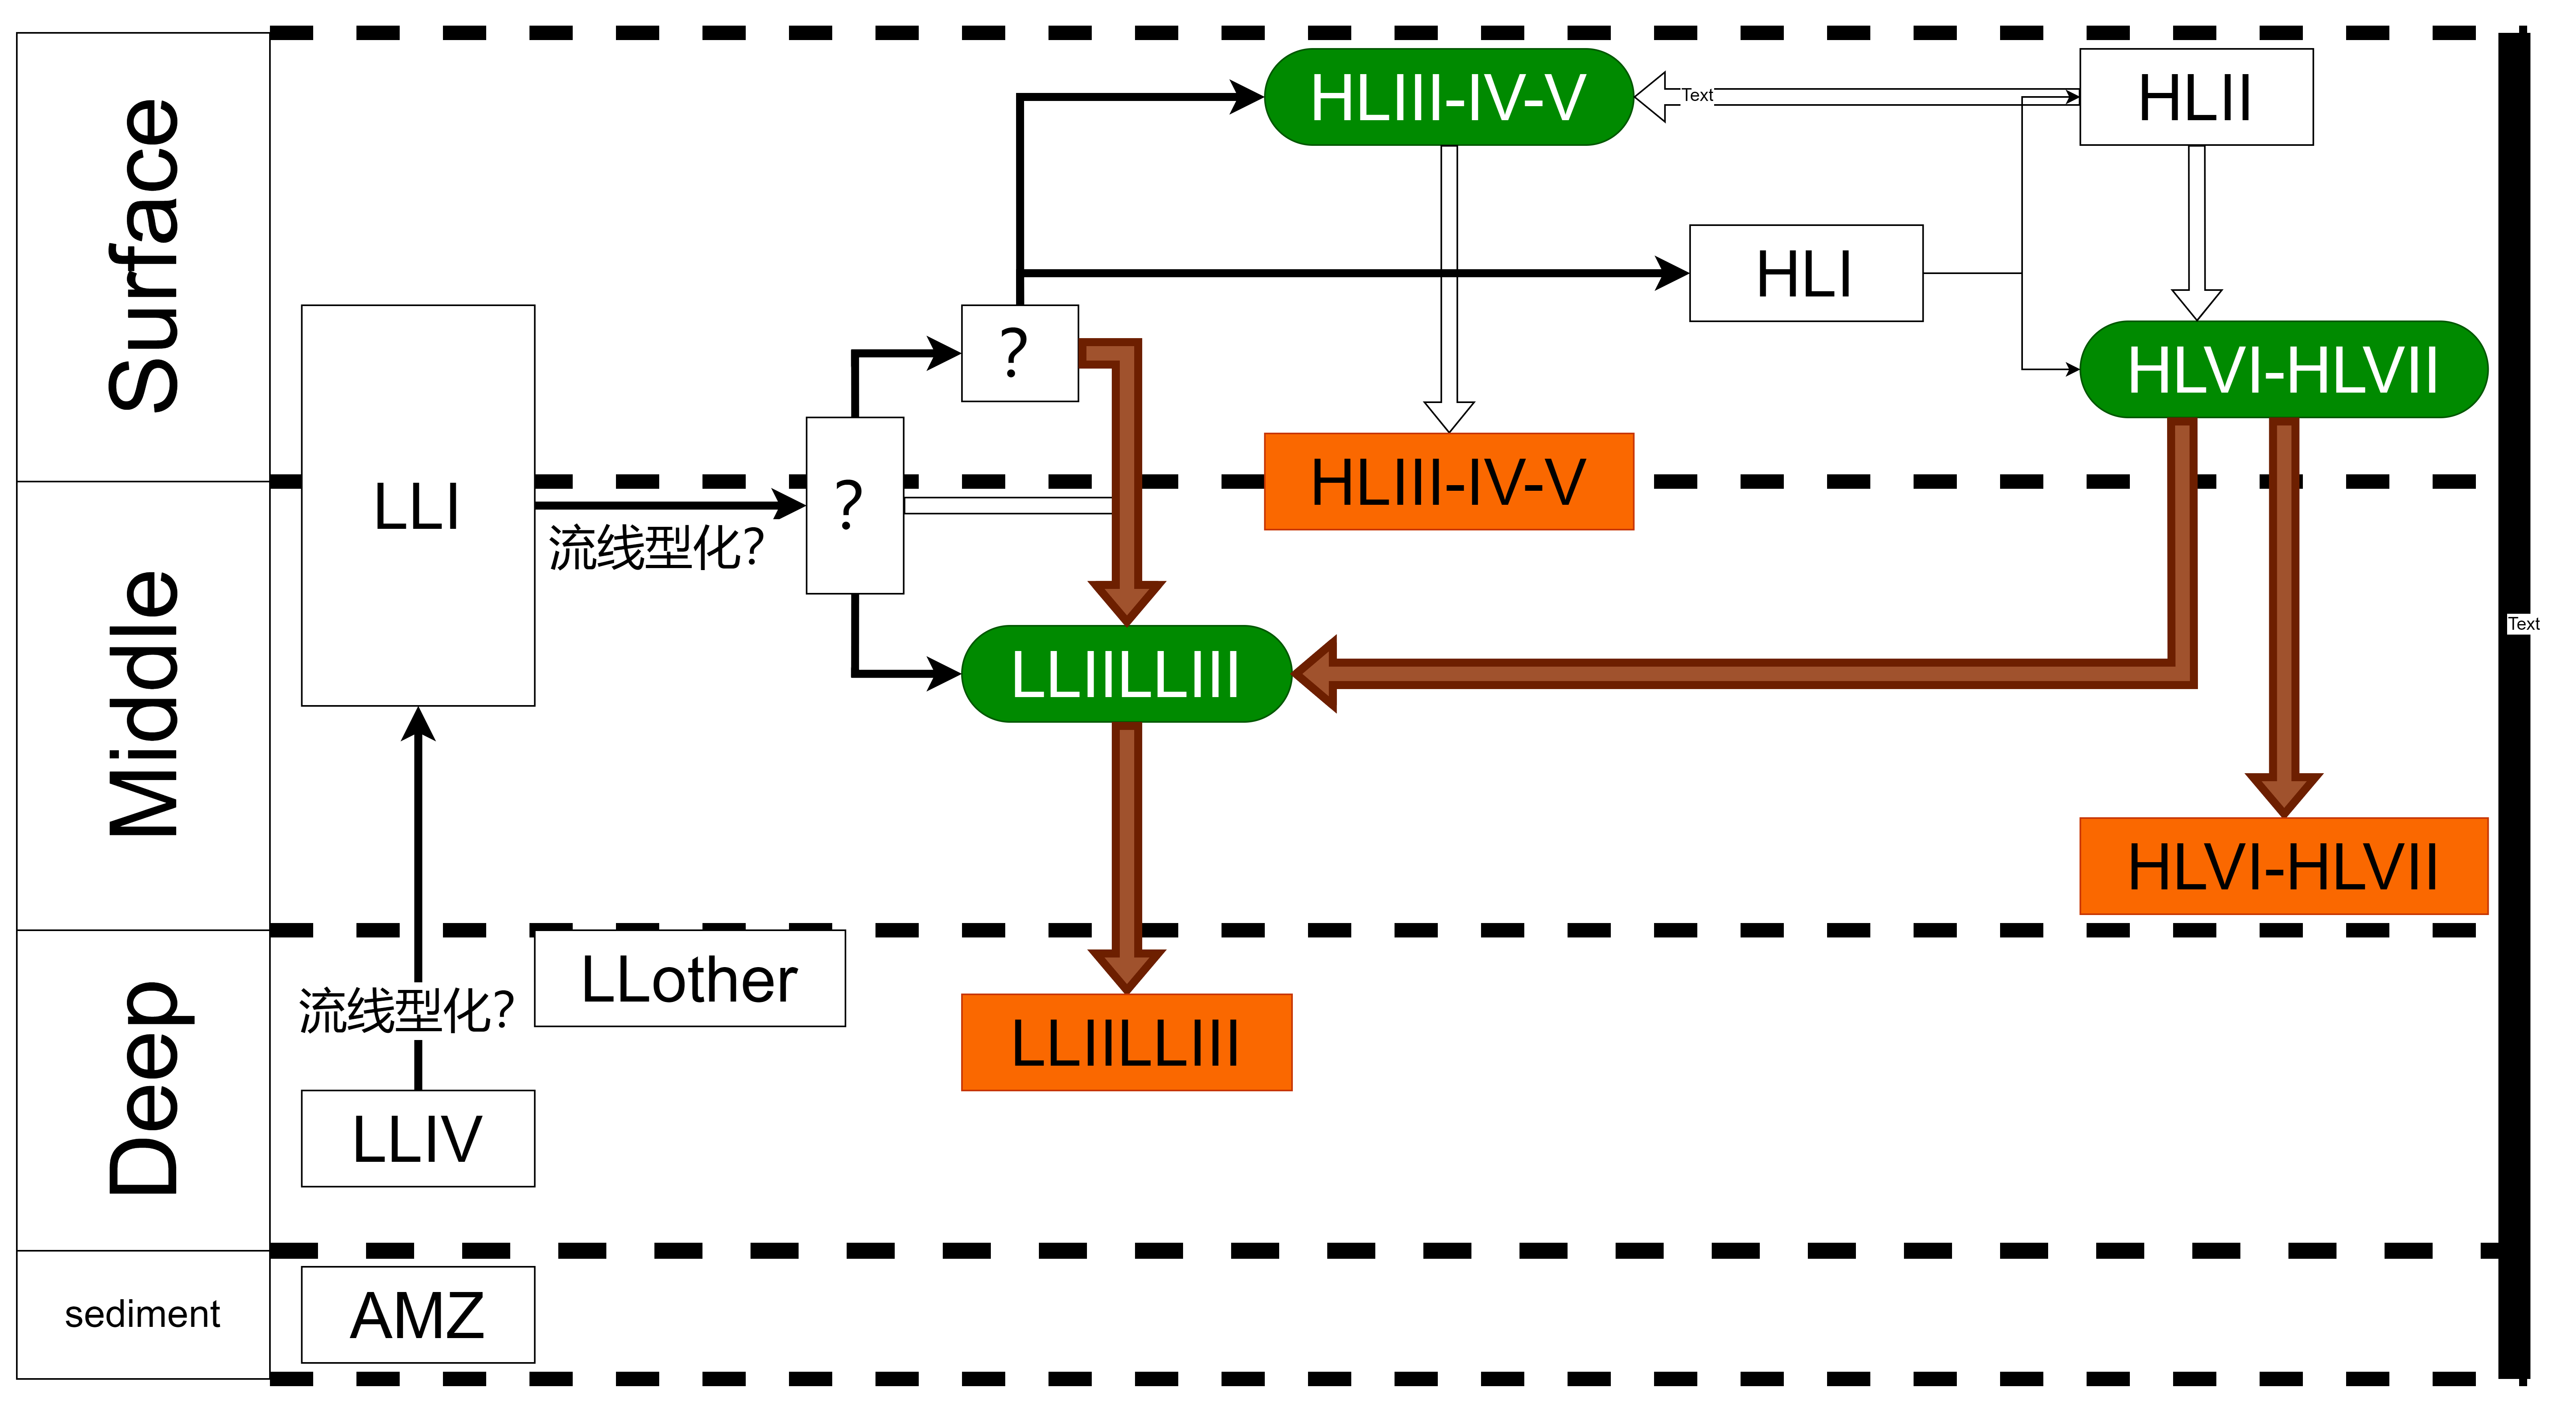 Surface
HLIII-IV-V
Text
HLII
HLI
?
HLVI-HLVII
LLI
?
HLIII-IV-V
流线型化?
Middle
Text
LLIILLIII
HLVI-HLVII
Deep
LLother
流线型化?
LLIILLIII
LLIV
sediment
AMZ